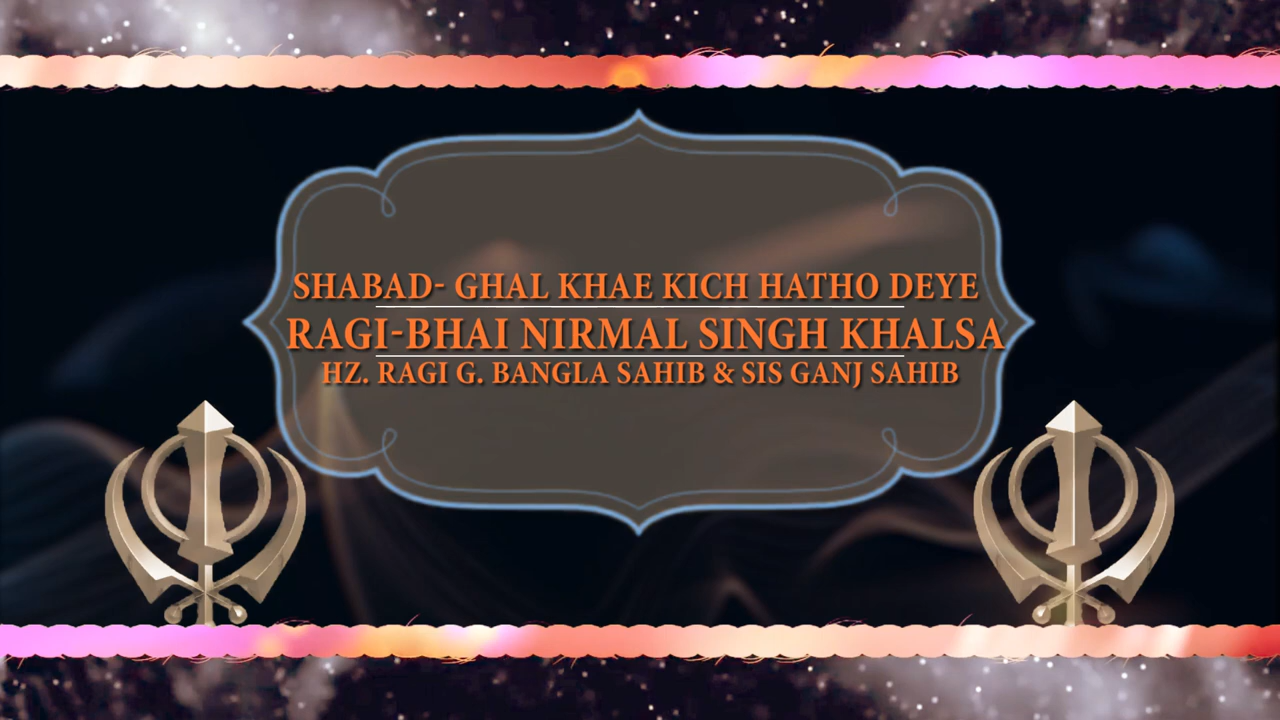 SHABAD- GHAL KHAE KICH HATHO DEYE
RAGI-BHAI NIRMAL SINGH KHALSA
HZ. RAGI G. BANGLA SAHIB & SIS GANJ SAHIB